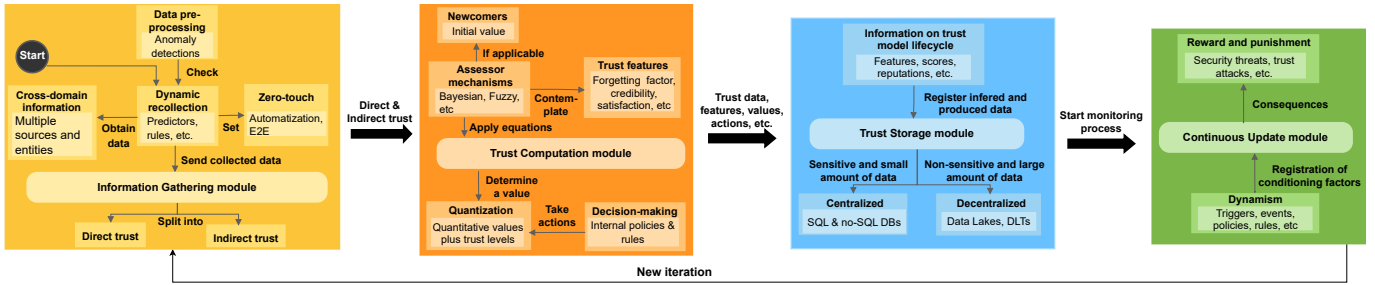 Start
Data pre-
processing
Anomaly
detections
Check
Cross-domain
information
Multiple
sources and
entities
Obtain
data
Dynamic
recollection
Predictors,
rules, etc.
Set
Zero-touch
Automatization,
E2E
Send collected data
Information Gathering module
Split into
Direct trust
Indirect trust
Direct &
Indirect trust
Newcomers
Initial value
If applicable
Assessor
mechanisms
Bayesian, Fuzzy,
etc
Contem-
plate
Trust features
Forgetting factor,
credibility,
satisfaction, etc
Apply equations
Trust Computation module
Determine
a value
Quantization
Quantitative values
plus trust levels
Take
actions
Decision-making
Internal policies &
rules
Trust data,
features, values,
actions, etc.
Information on trust
model lifecycle
Features, scores,
reputations, etc.
Register infered and
produced data
Trust Storage module
Sensitive and small
amount of data
Non-sensitive and large
amount of data
Centralized
SQL & no-SQL DBs
Decentralized
Data Lakes, DLTs
Start monitoring
process
Reward and punishment
Security threats, trust
attacks, etc.
Consequences
Continuous Update module
Registration of
conditioning factors
Dynamism
Triggers, events,
policies, rules, etc
New iteration